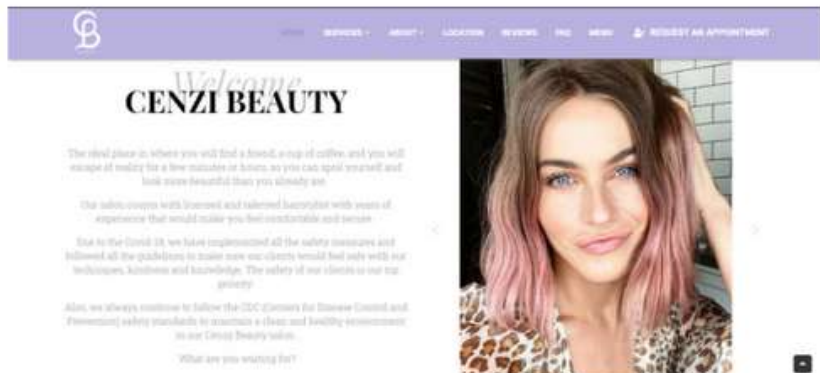 CB
HOME SERVICES ABOUT LOCATION REVIEWS FAQ MENU REQUEST AN APPOINTMENT
Welcome
CENZI BEAUTY
The ideal place in where you will find a friend, a cup of coffee, and you will
escape of reality for a few minutes or hours, so you can spoil yourself and
look more beautiful than you already are.
Our salon counts with licensed and talented hairstylist with years of
experience that would make you feel comfortable and secure
Due to the Covid-19, we have implemented all the safety measures and
followed all the guidelines to make sure our clients would feel safe with our
techniques, kindness and knowledge. The safety of our clients is our
priority
Also, we always continue to follow the CDC (Centers for Disease Control and
Prevention) safety standards to maintain a clean and healthy environment
in our Cenzi Beauty salon.
What are you waiting for?